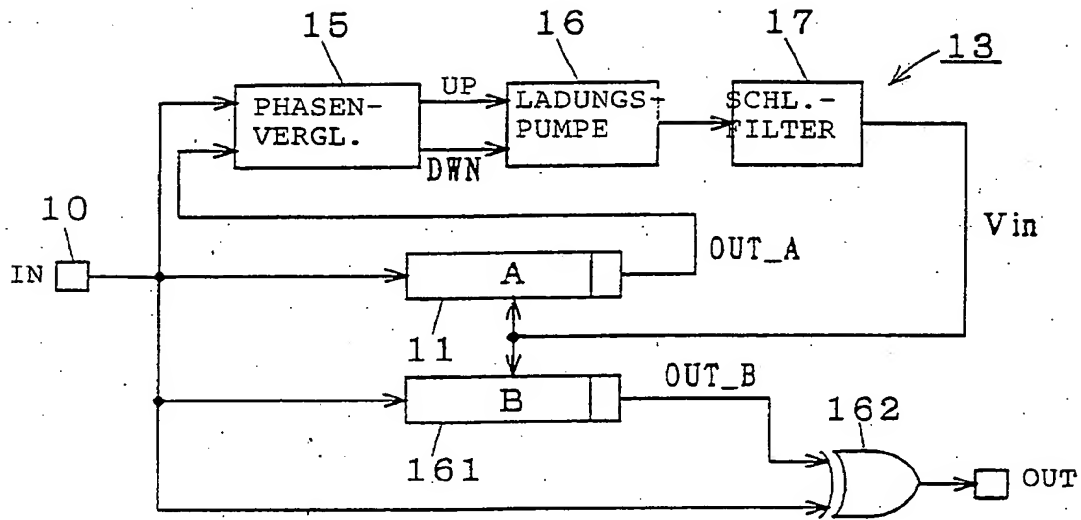 15
16
17
13
PHASEN-
VERGL.
UP
DWN
LADUNGS-
PUMPE
SCHL.-
FILTER
10
IN
OUT_A
Vin
A
11
B
161
OUT_B
162
OUT